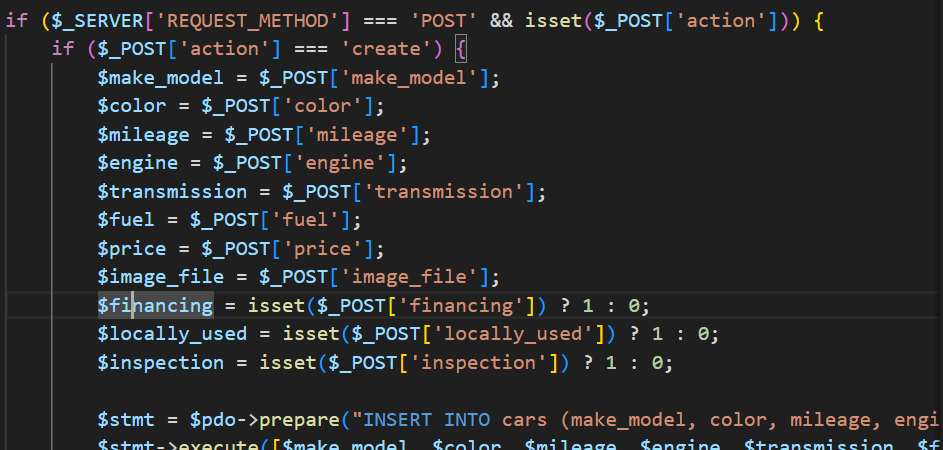 if ($_SERVER['REQUEST_METHOD'] === 'POST' && isset($_POST['action'])) {
if ($_POST['action'] === 'create') {
$make_model = $_POST['make_model'];
$color = $_POST['color'];
$mileage = $_POST['mileage'];
$engine = $_POST['engine'];
$transmission = $_POST['transmission'];
$fuel = $_POST['fuel'];
$price = $_POST['price'];
$image_file = $_POST['image_file'];
$financing = isset($_POST['financing']) ? 1 : 0;
$locally_used = isset($_POST['locally_used']) ? 1 : 0;
$inspection = isset($_POST['inspection']) ? 1 : 0;
$stmt = $pdo->prepare("INSERT INTO cars (make_model, color, mileage, engi
$stmt->execute([$make_model, $color, $mileage, $engine, $transmission, $f